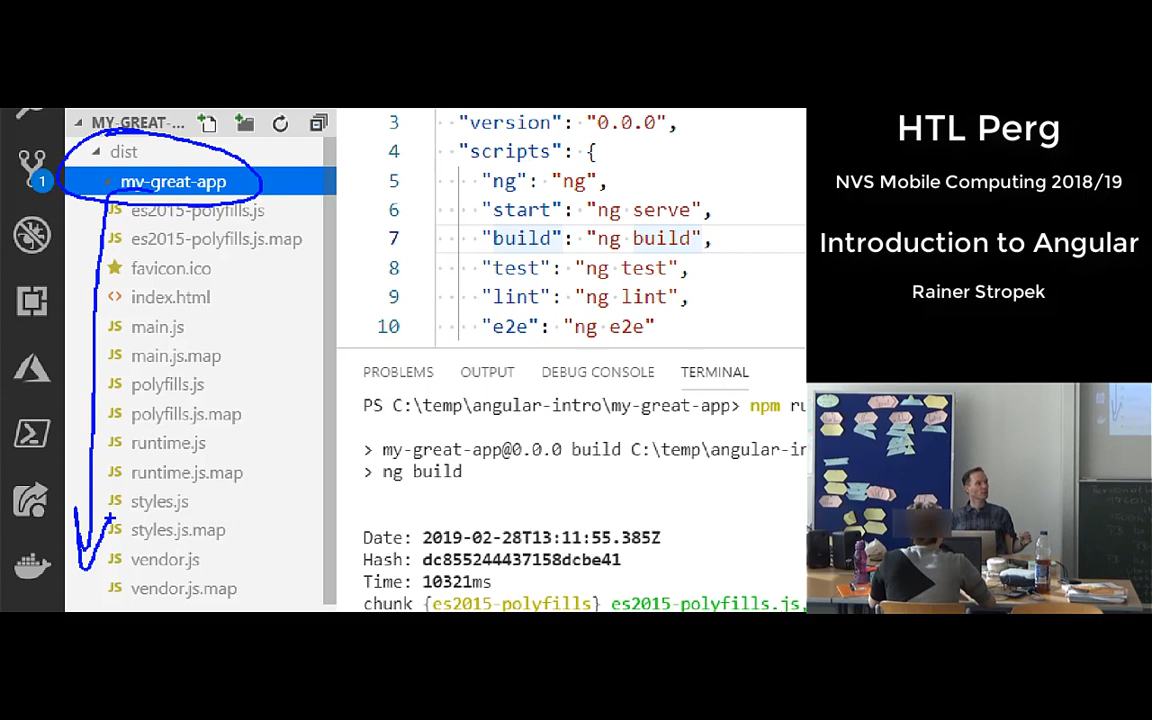 MY-GREAT-...
dist
my-great-app
es2015-polyfills.js
es2015-polyfills.js.map
favicon.ico
index.html
main.js
main.js.map
polyfills.js
polyfills.js.map
runtime.js
runtime.js.map
styles.js
styles.js.map
vendor.js
vendor.js.map
1
3 "version": "0.0.0",
4 "scripts": {
5 "ng": "ng",
6 "start": "ng serve",
7 "build": "ng build",
8 "test": "ng test",
9 "lint": "ng lint",
10 "e2e": "ng e2e"
PROBLEMS OUTPUT DEBUG CONSOLE TERMINAL
PS C:\temp\angular-intro\my-great-app> npm ru
> my-great-app@0.0.0 build C:\temp\angular-in
> ng build
Date: 2019-02-28T13:11:55.385Z
Hash: dc855244437158dcbe41
Time: 10321ms
chunk {es2015-polyfills} es2015-polyfills.js,
HTL Perg
NVS Mobile Computing 2018/19
Introduction to Angular
Rainer Stropek